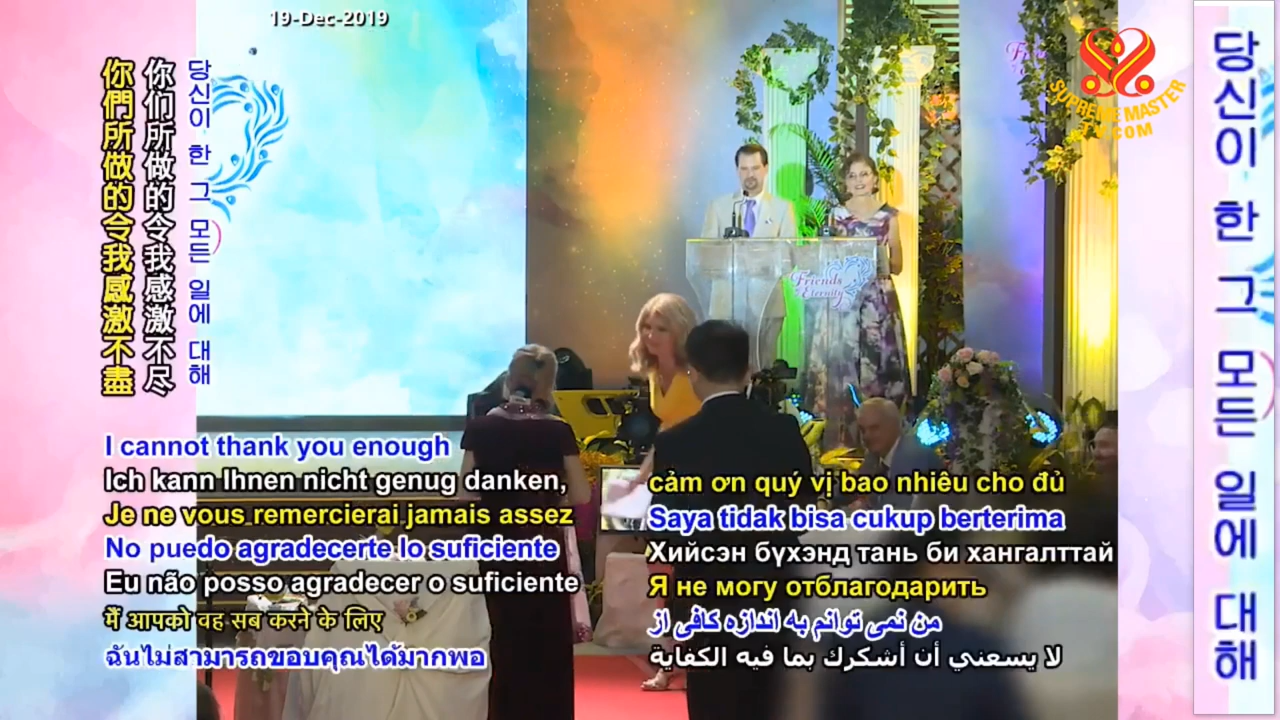 19-Dec-2019
SUPREME MASTER
TV.COM
你們所做的令我感激不盡
你们所做的令我感激不尽
당신이 한 그 모든 일에 대해
당신이 한 그 모든 일에 대해
Friends
Eternity
I cannot thank you enough
Ich kann Ihnen nicht genug danken,
Je ne vous remercierai jamais assez
No puedo agradecerte lo suficiente
Eu não posso agradecer o suficiente
मैं आपको वह सब करने के लिए
ฉันไม่สามารถขอบคุณได้มากพอ
cảm ơn quý vị bao nhiêu cho đủ
Saya tidak bisa cukup berterima
Хийсэн бүхэнд тань би хангалттай
Я не могу отблагодарить
من نمی توانم به اندازه کافی از
لا يسعني أن أشكرك بما فيه الكفاية